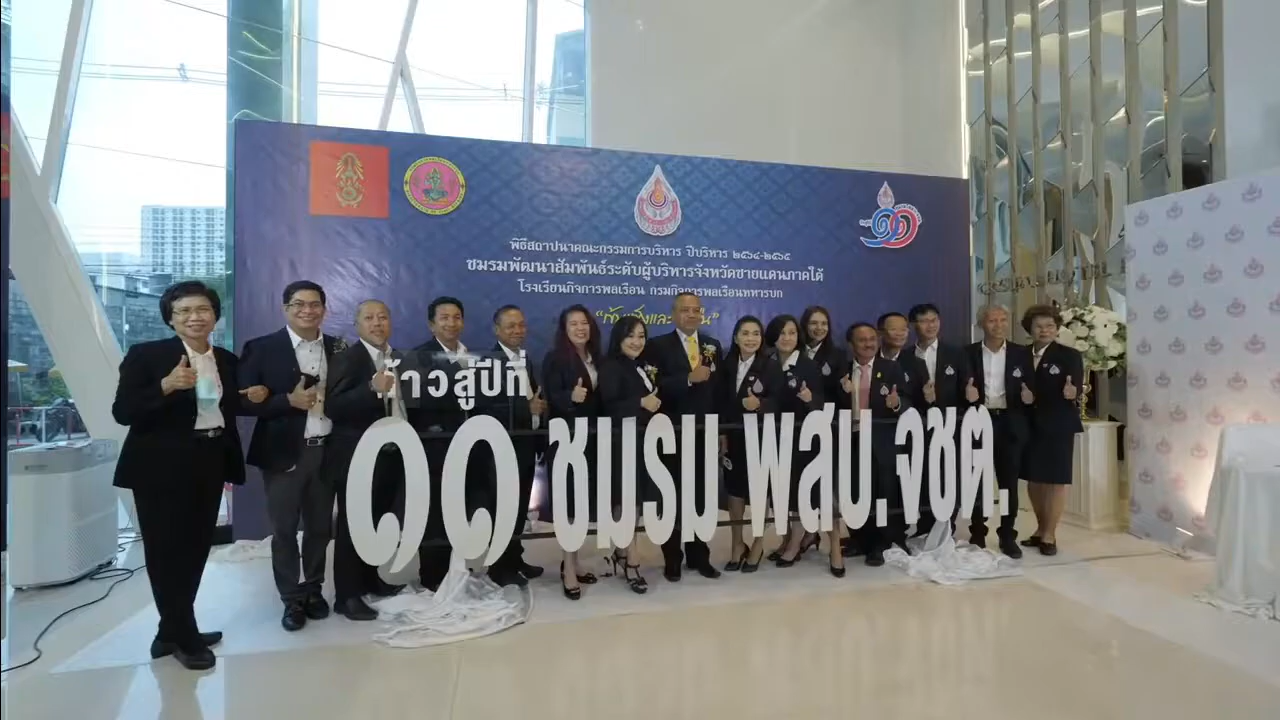 พิธีสถาปนาคณะกรรมการบริหาร ปีบริหาร ๒๕๖๔-๒๕๖๕
ชมรมพัฒนาสัมพันธ์ระดับผู้บริหารจังหวัดชายแดนภาคใต้
โรงเรียนกิจการพลเรือน กรมกิจการพลเรือนทหารบก
ก้าวสู่ปีที่
๑๑ ชมรม พสบ.จชต.